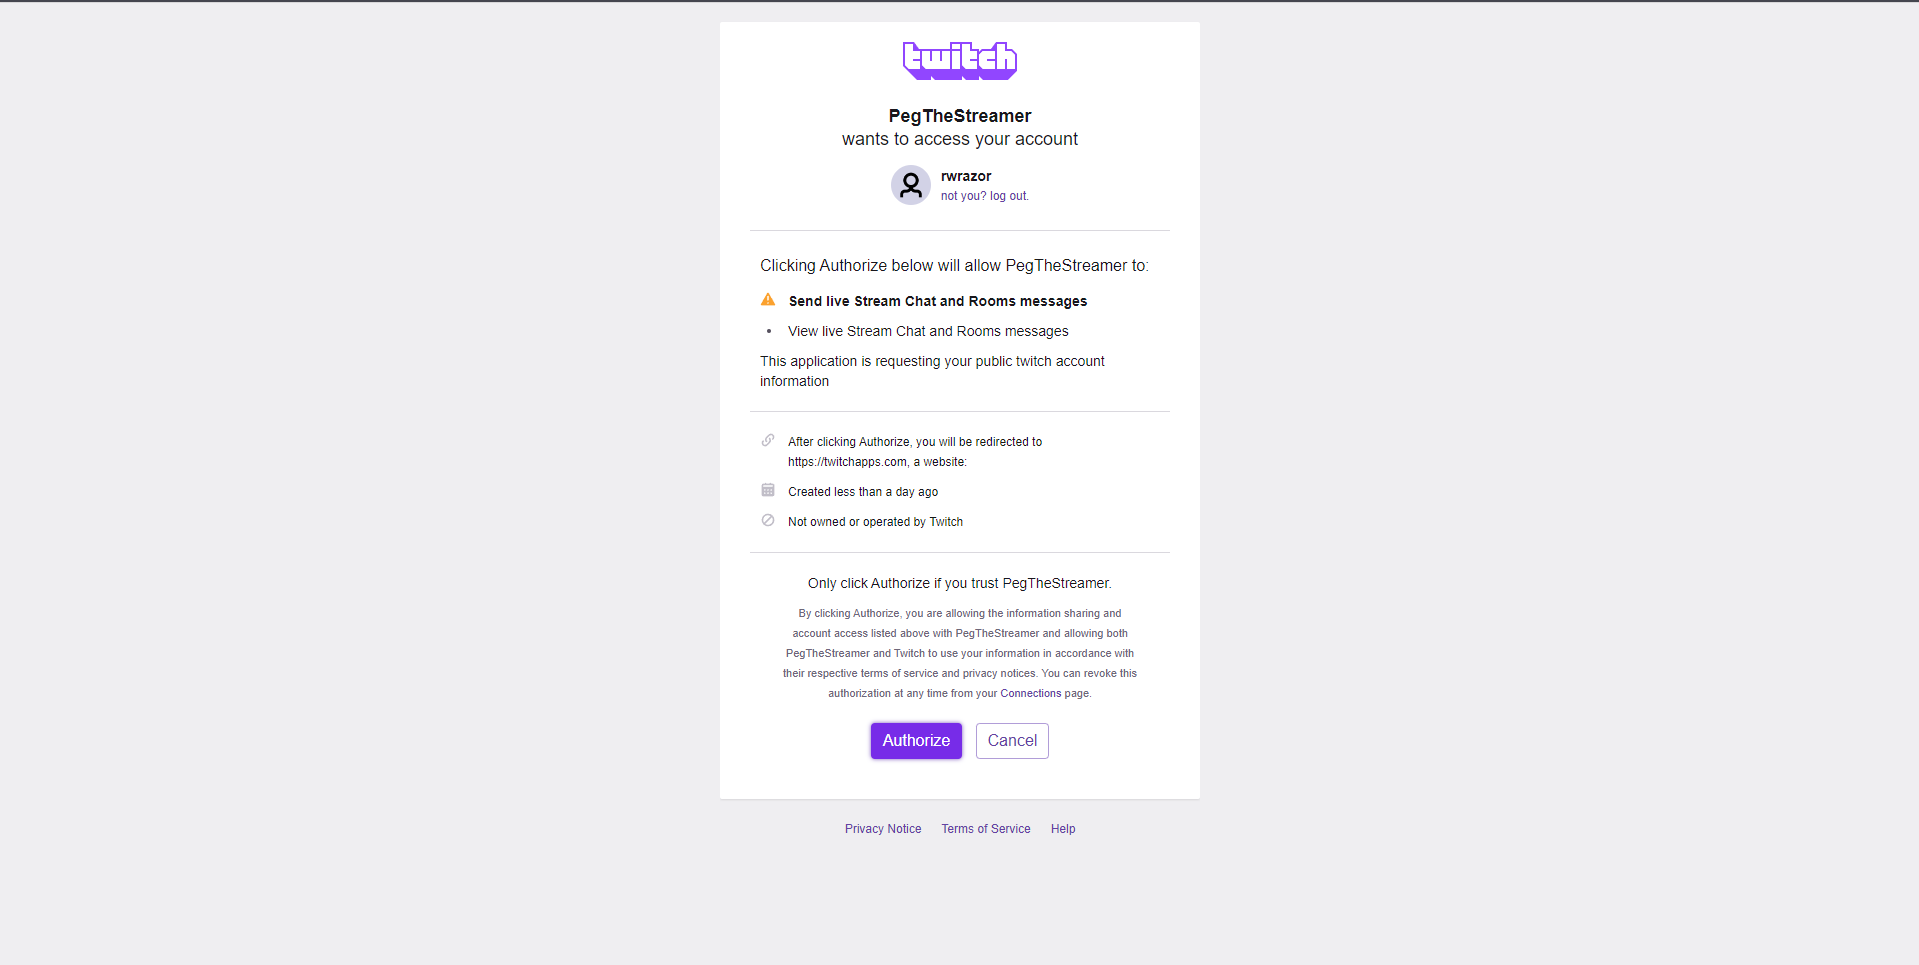 twitch
PegTheStreamer
wants to access your account
rwrazor
not you? log out.
Clicking Authorize below will allow PegTheStreamer to:
Send live Stream Chat and Rooms messages
• View live Stream Chat and Rooms messages
This application is requesting your public twitch account
information
After clicking Authorize, you will be redirected to
https://twitchapps.com, a website:
Created less than a day ago
Not owned or operated by Twitch
Only click Authorize if you trust PegTheStreamer.
By clicking Authorize, you are allowing the information sharing and
account access listed above with PegTheStreamer and allowing both
PegTheStreamer and Twitch to use your information in accordance with
their respective terms of service and privacy notices. You can revoke this
authorization at any time from your Connections page.
Authorize Cancel
Privacy Notice Terms of Service Help